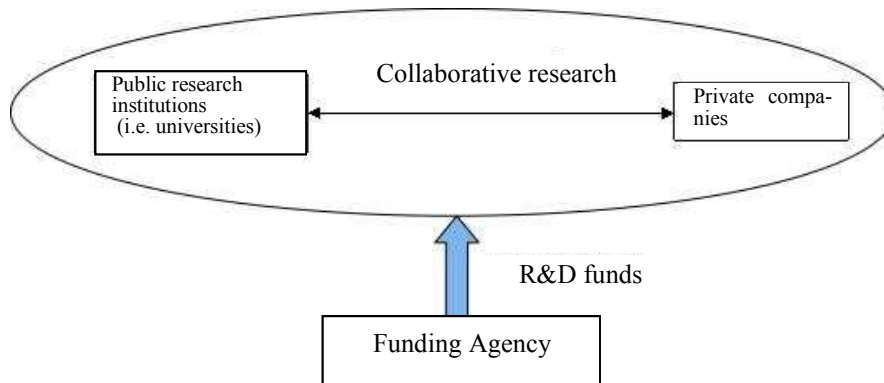 Collaborative research
Public research
institutions
(i.e. universities)
Private compa-
nies
R&D funds
Funding Agency